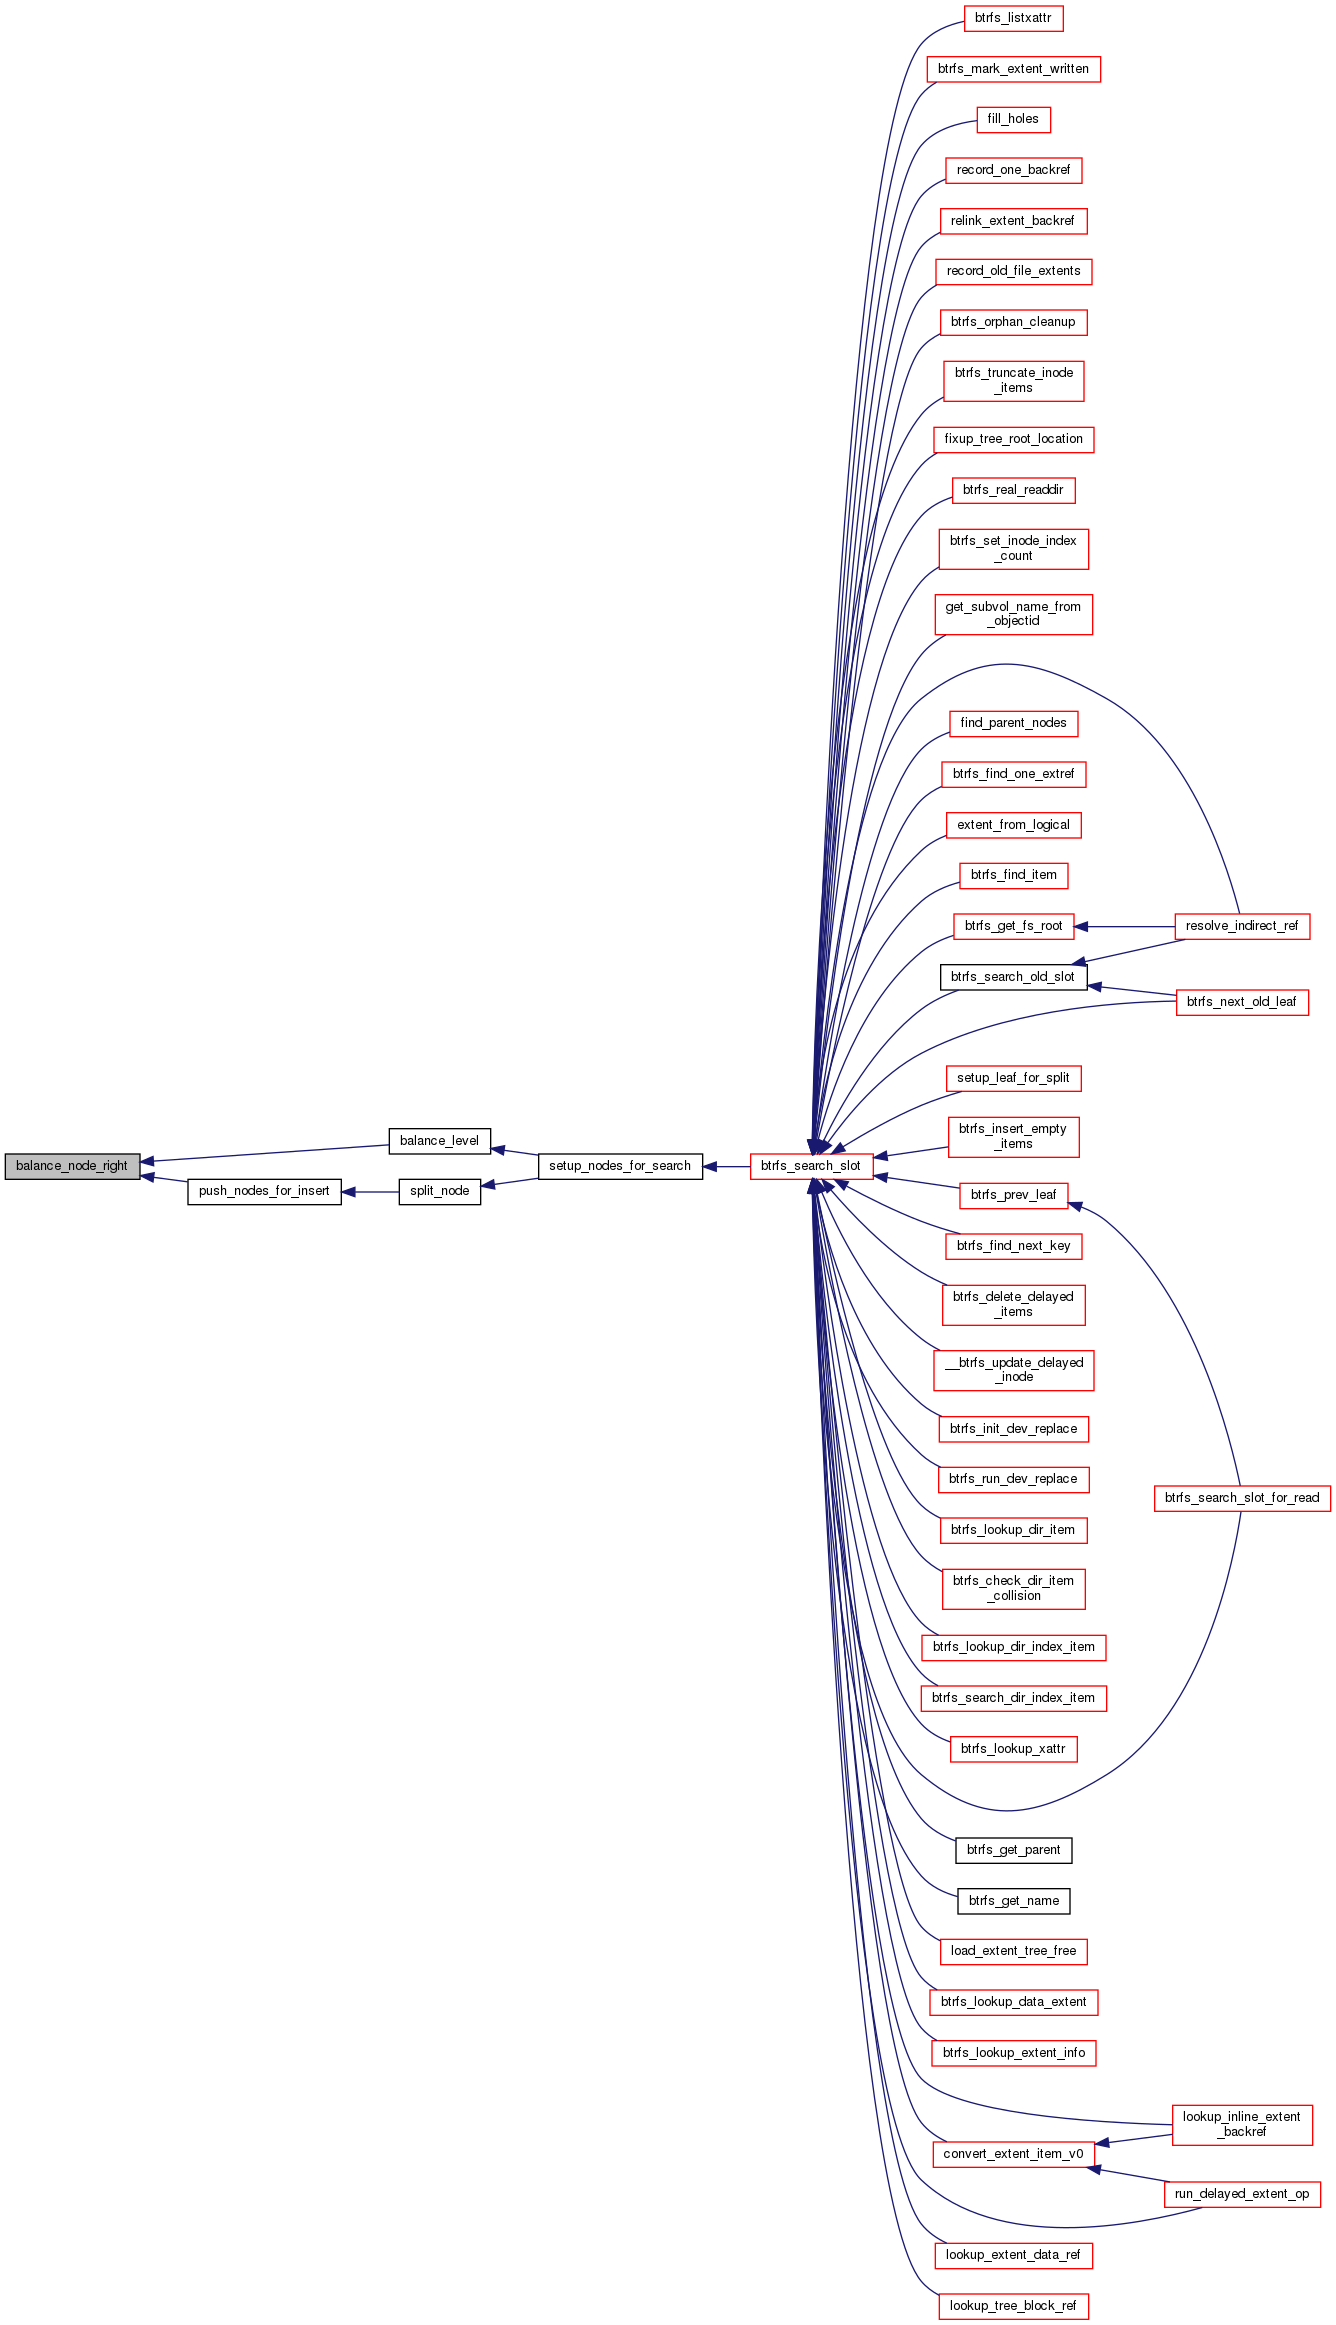 balance_node_right
balance_level
push_nodes_for_insert
split_node
setup_nodes_for_search
btrfs_search_slot
btrfs_listxattr
btrfs_mark_extent_written
fill_holes
record_one_backref
relink_extent_backref
record_old_file_extents
btrfs_orphan_cleanup
btrfs_truncate_inode
_items
fixup_tree_root_location
btrfs_real_readdir
btrfs_set_inode_index
_count
get_subvol_name_from
_objectid
find_parent_nodes
btrfs_find_one_extref
extent_from_logical
btrfs_find_item
btrfs_get_fs_root
btrfs_search_old_slot
setup_leaf_for_split
btrfs_insert_empty
_items
btrfs_prev_leaf
btrfs_find_next_key
btrfs_delete_delayed
_items
__btrfs_update_delayed
_inode
btrfs_init_dev_replace
btrfs_run_dev_replace
btrfs_lookup_dir_item
btrfs_check_dir_item
_collision
btrfs_lookup_dir_index_item
btrfs_search_dir_index_item
btrfs_lookup_xattr
btrfs_get_parent
btrfs_get_name
load_extent_tree_free
btrfs_lookup_data_extent
btrfs_lookup_extent_info
convert_extent_item_v0
lookup_extent_data_ref
lookup_tree_block_ref
resolve_indirect_ref
btrfs_next_old_leaf
btrfs_search_slot_for_read
lookup_inline_extent
_backref
run_delayed_extent_op